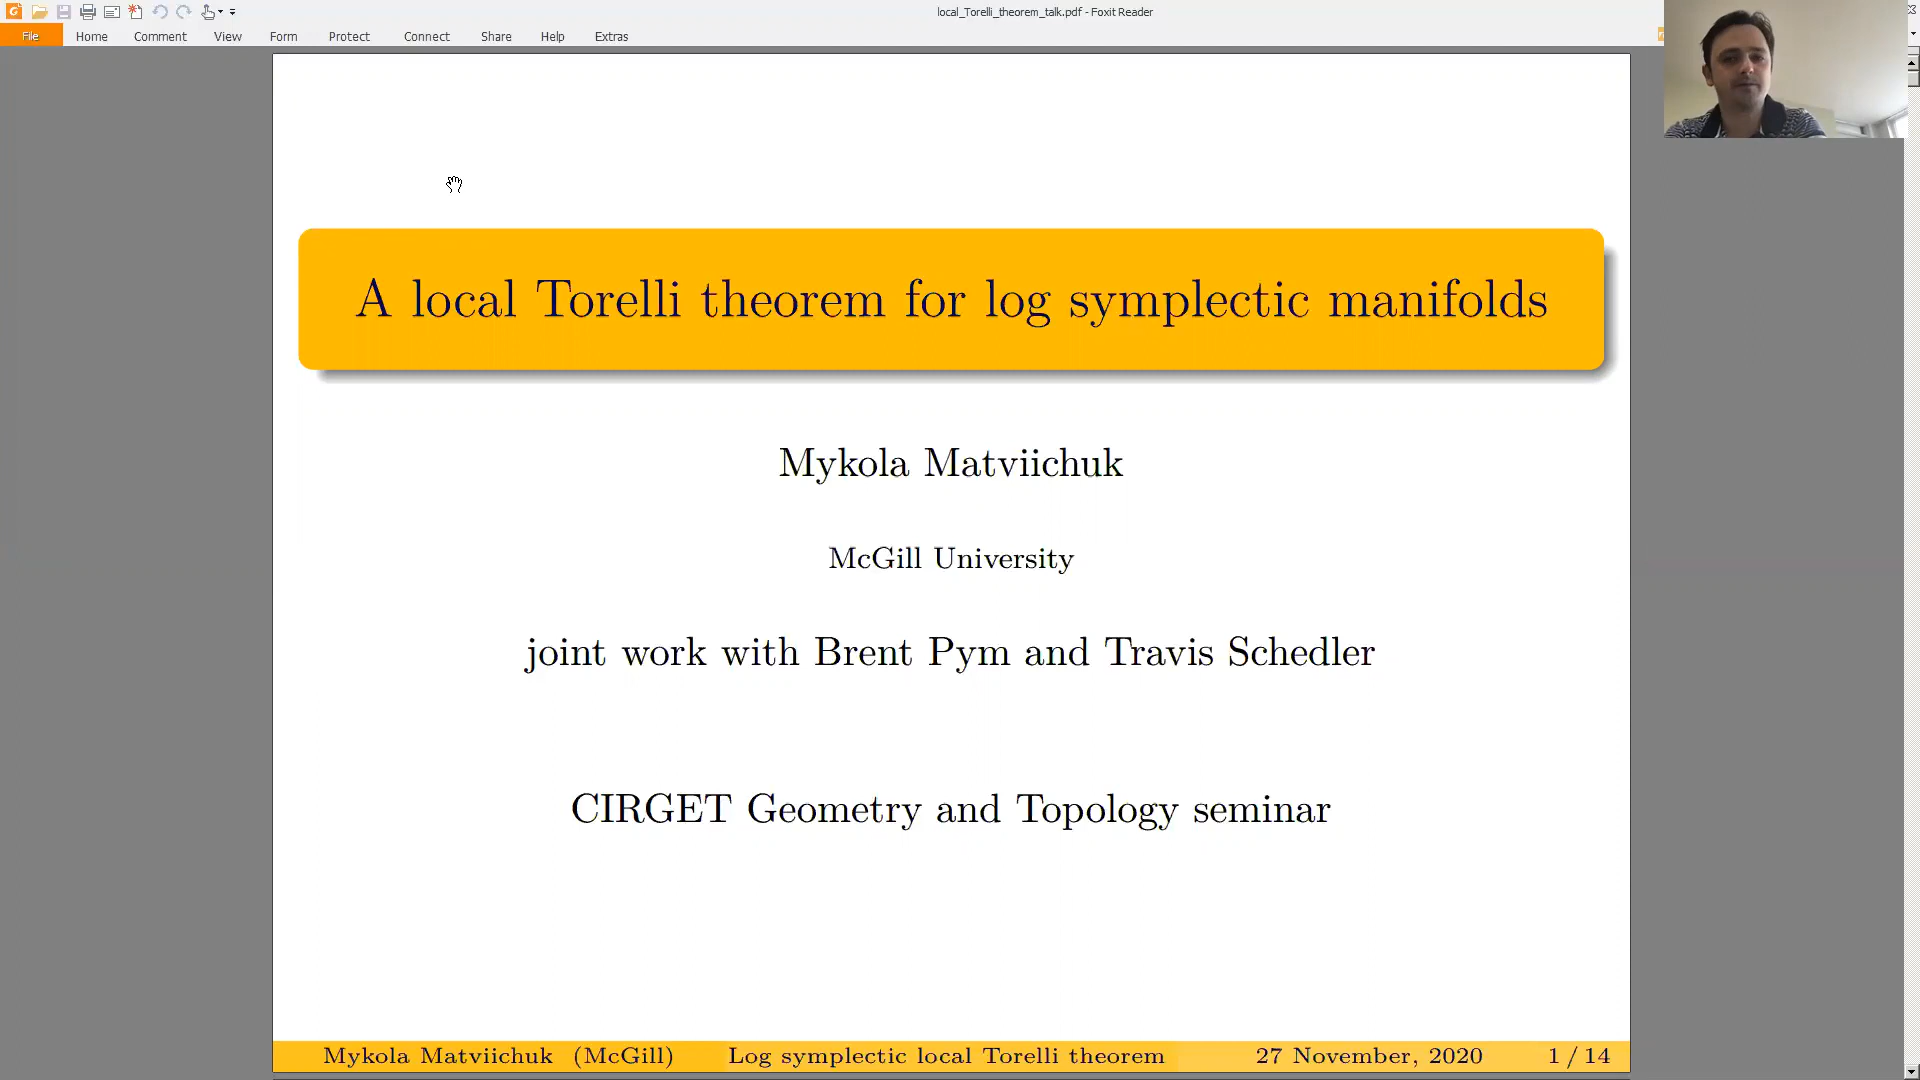 local_Torelli_theorem_talk.pdf - Foxit Reader
File Home Comment View Form Protect Connect Share Help Extras
A local Torelli theorem for log symplectic manifolds
Mykola Matviichuk
McGill University
joint work with Brent Pym and Travis Schedler
CIRGET Geometry and Topology seminar
Mykola Matviichuk (McGill) Log symplectic local Torelli theorem 27 November, 2020 1 / 14